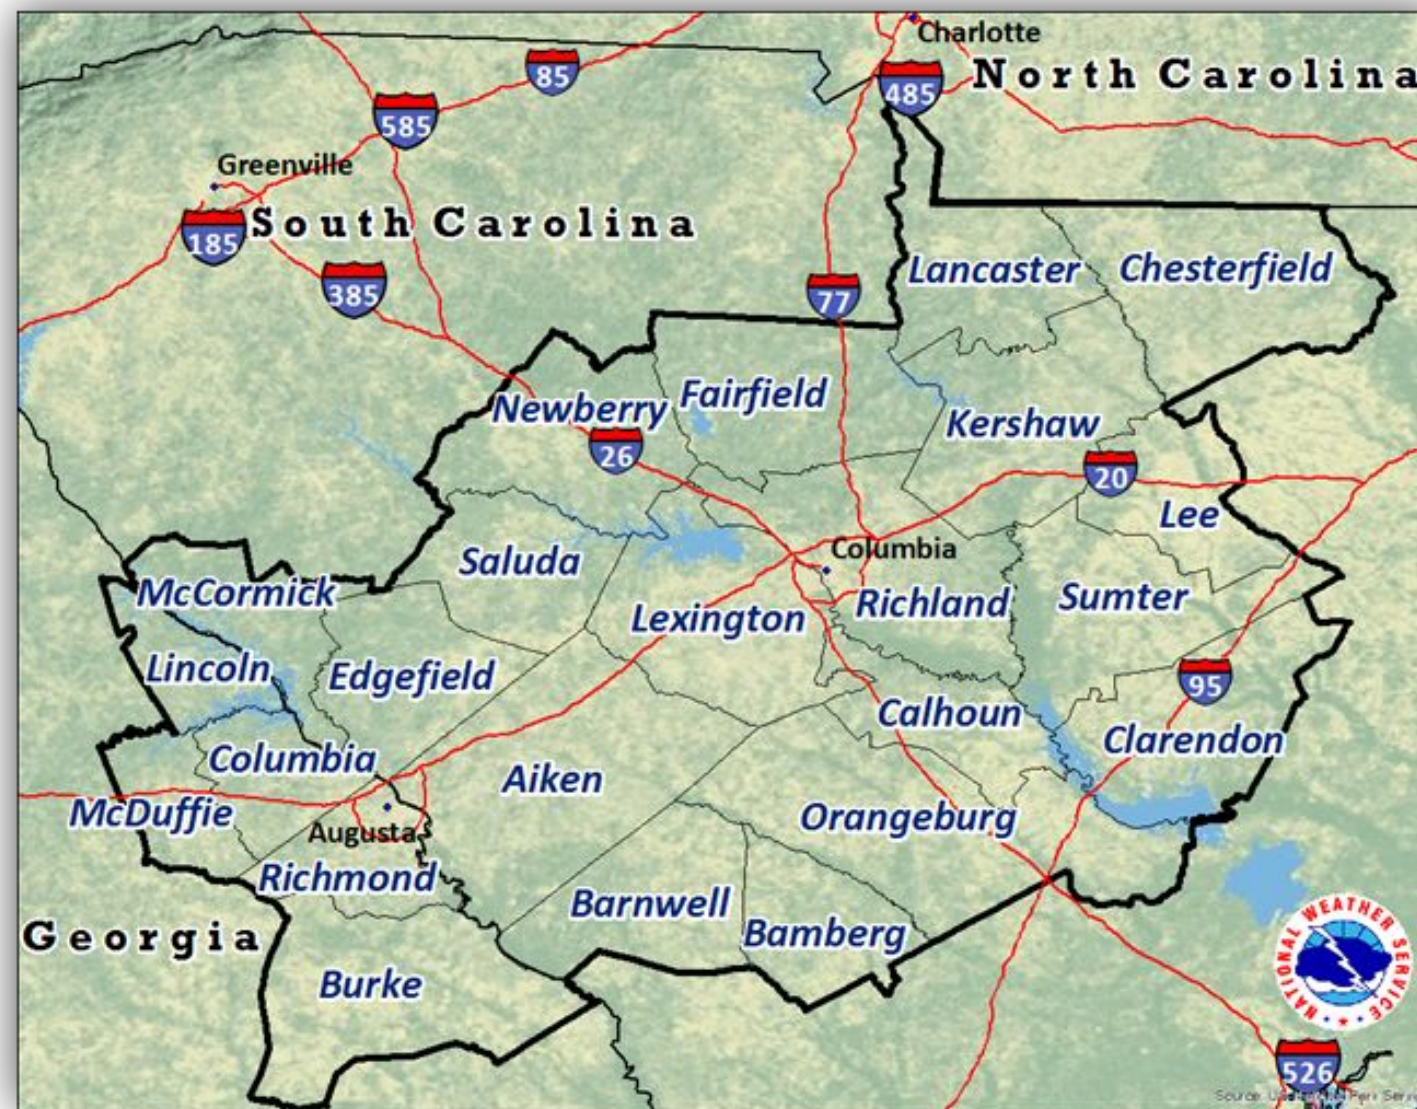 Charlotte
North Carolina
85
485
585
Greenville
South Carolina
185
385
77
Lancaster
Chesterfield
Newberry
Fairfield
Kershaw
26
20
Lee
Columbia
Saluda
McCormick
Lexington
Richland
Sumter
Lincoln
Edgefield
95
Calhoun
Clarendon
Columbia
Aiken
McDuffie
Orangeburg
Augusta
Richmond
Barnwell
Bamberg
Georgia
Burke
NATIONAL WEATHER SERVICE
526
Source: